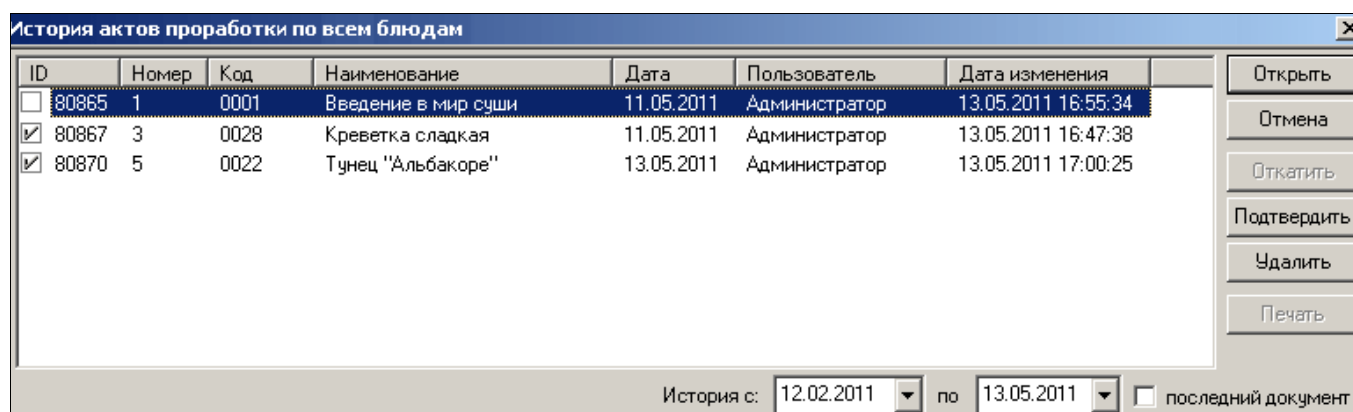 История актов проработки по всем блюдам
ID Номер Код Наименование Дата Пользователь Дата изменения
80865 1 0001 Введение в мир суши 11.05.2011 Администратор 13.05.2011 16:55:34
80867 3 0028 Креветка сладкая 11.05.2011 Администратор 13.05.2011 16:47:38
80870 5 0022 Тунец "Альбакоре" 13.05.2011 Администратор 13.05.2011 17:00:25
Открыть
Отмена
Откатить
Подтвердить
Удалить
Печать
История с: 12.02.2011 по 13.05.2011 последний документ